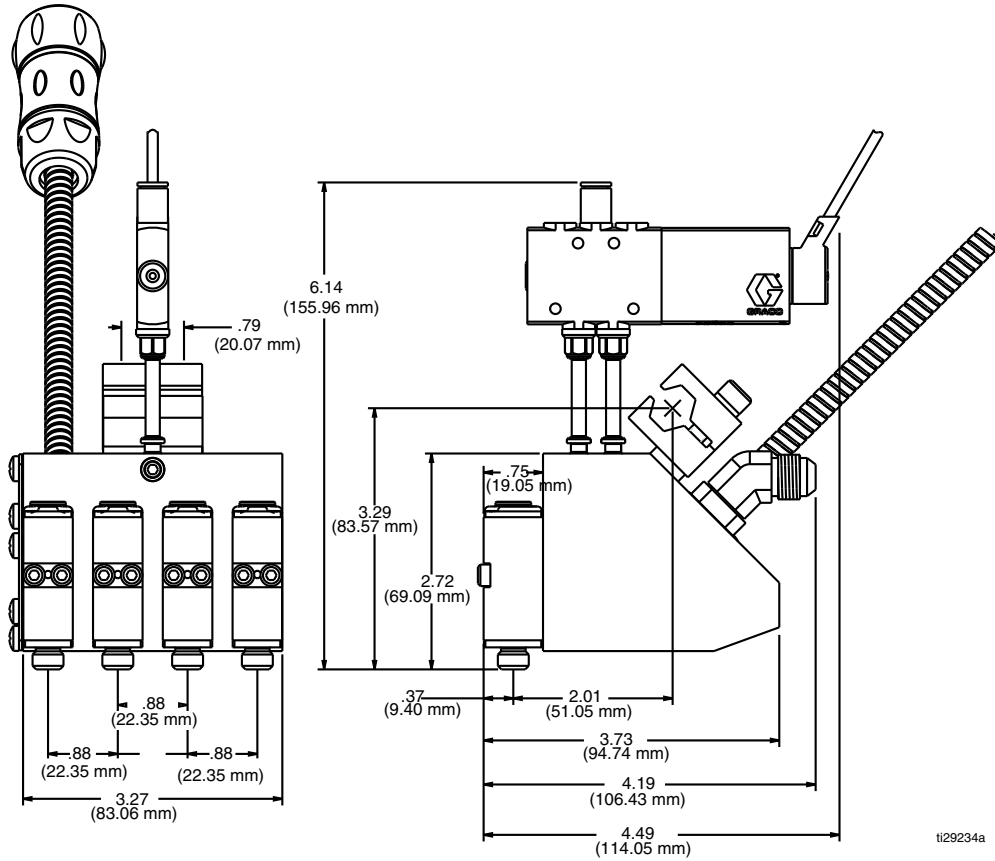 6.14
(155.96 mm)
.79
(20.07 mm)
GRACO
.75
(19.05 mm)
3.29
(83.57 mm)
2.72
(69.09 mm)
.37
(9.40 mm)
2.01
(51.05 mm)
.88
(22.35 mm)
3.73
(94.74 mm)
.88
(22.35 mm)
.88
(22.35 mm)
4.19
(106.43 mm)
3.27
(83.06 mm)
4.49
(114.05 mm)
ti29234a